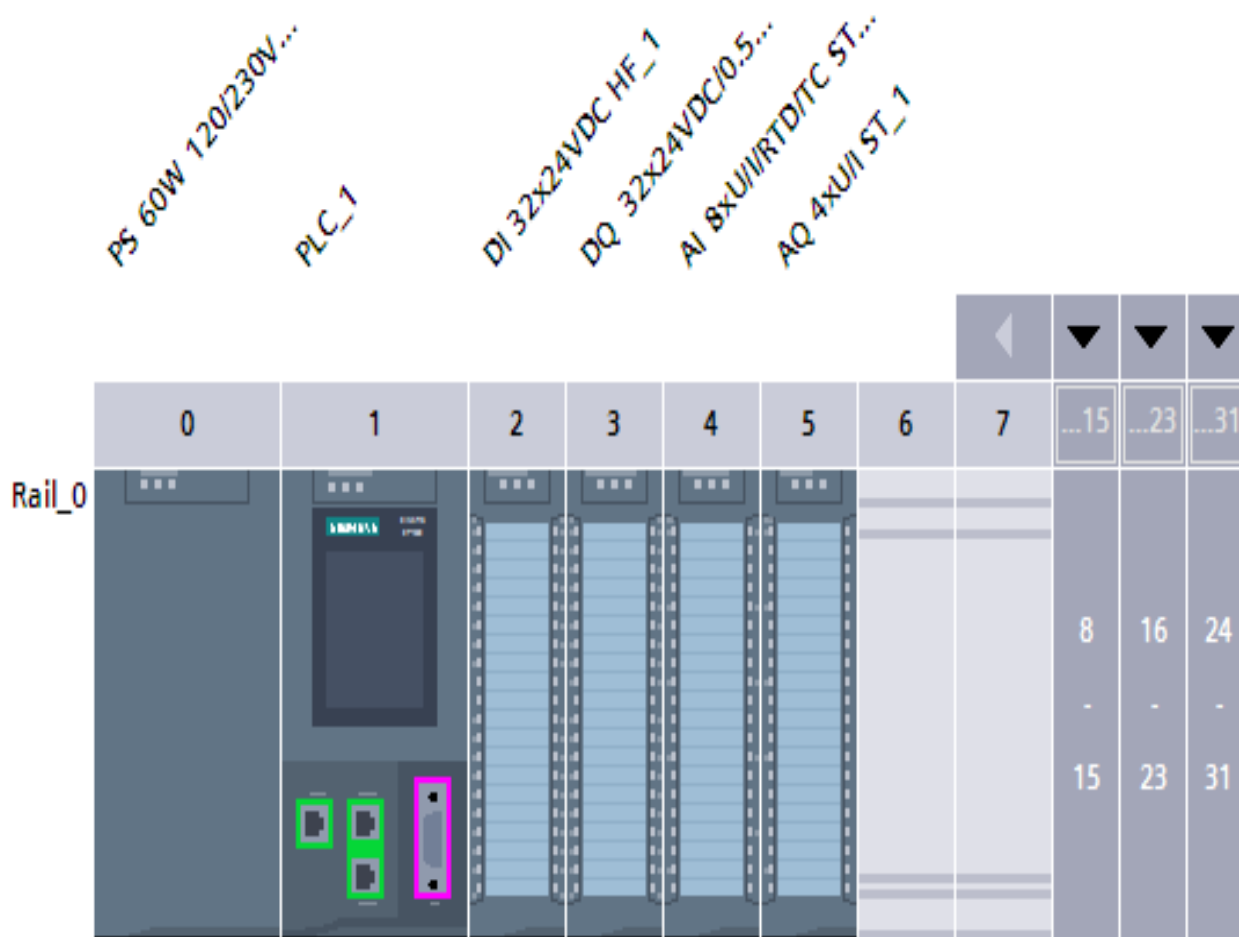 PS 60W 120/230V...
PLC_1
DI 32x24VDC HF_1
DQ 32x24VDC/0.5...
AI 8xU/I/RTD/TC ST...
AQ 4xU/I ST_1
0 1 2 3 4 5 6 7 ...15 ...23 ...31
Rail_0
SIEMENS
8 16 24
- - -
15 23 31